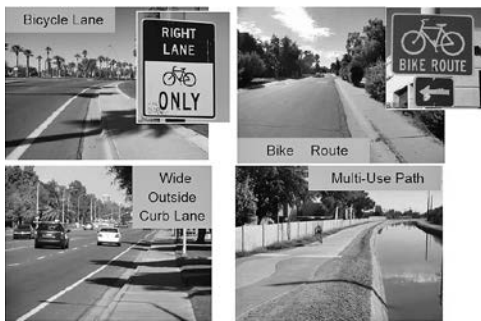 Bicycle Lane
RIGHT
LANE
ONLY
BIKE ROUTE
Bike Route
Wide
Outside
Curb Lane
Multi-Use Path